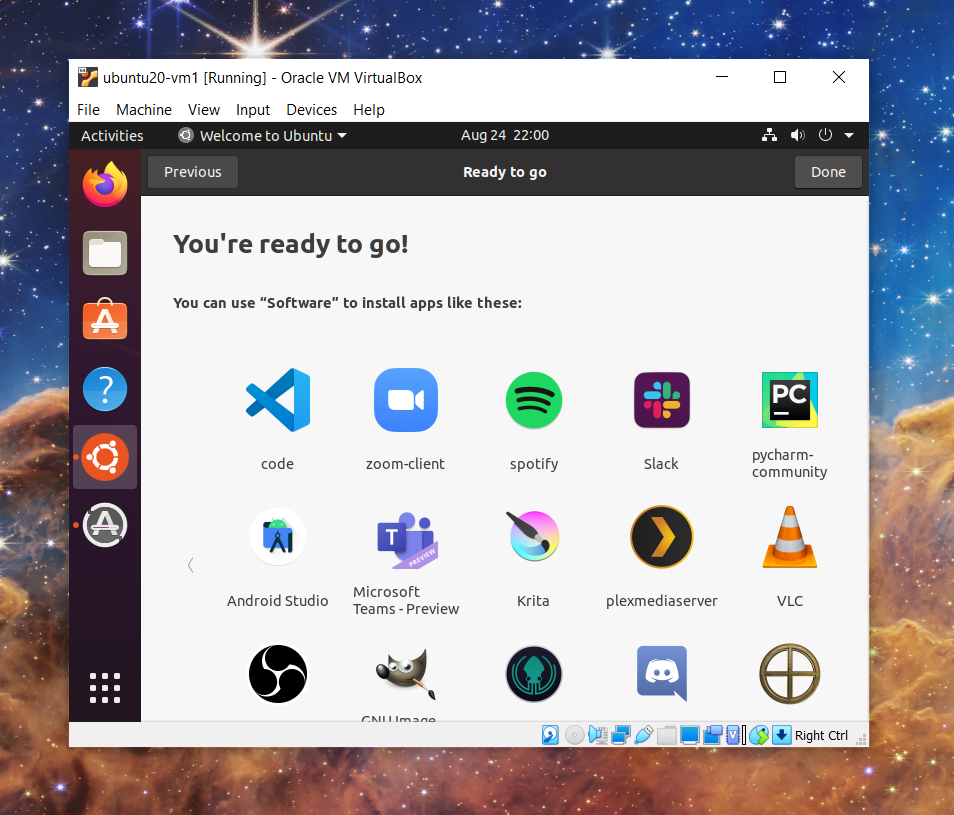 ubuntu20-vm1 [Running] - Oracle VM VirtualBox
File Machine View Input Devices Help
Activities Welcome to Ubuntu Aug 24 22:00
Previous Ready to go Done
You're ready to go!
You can use “Software” to install apps like these:
PC
code zoom-client spotify Slack pycharm-
community
T
PREVIEW
Android Studio Microsoft
Teams - Preview Krita plexmediaserver VLC
GNU Image
V
Right Ctrl